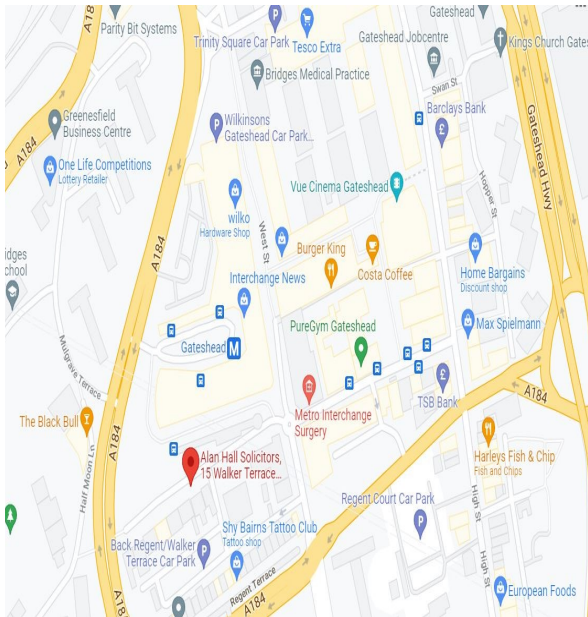 Parity Bit Systems
A184
Trinity Square Car Park
P
Tesco Extra
Gateshead
Gateshead Jobcentre
Kings Church Gates
Bridges Medical Practice
Swan St
Greenesfield
Business Centre
A184
Wilkinsons
Gateshead Car Park...
P
Barclays Bank
£
Gateshead Hwy
One Life Competitions
Lottery Retailer
Vue Cinema Gateshead
Hopper St
wilko
Hardware Shop
West St
Burger King
Costa Coffee
Home Bargains
Discount shop
ridges
chool
A184
Interchange News
PureGym Gateshead
Max Spielmann
Gateshead
M
Mulgrave Terrace
TSB Bank
£
A184
Metro Interchange
Surgery
The Black Bull
A184
Half Moon Ln
Alan Hall Solicitors,
15 Walker Terrace...
Harleys Fish & Chip
Fish and Chips
Regent Court Car Park
P
High St
Shy Bairns Tattoo Club
Tattoo shop
Back Regent/Walker
Terrace Car Park
P
High St
Regent Terrace
European Foods
A184
A184